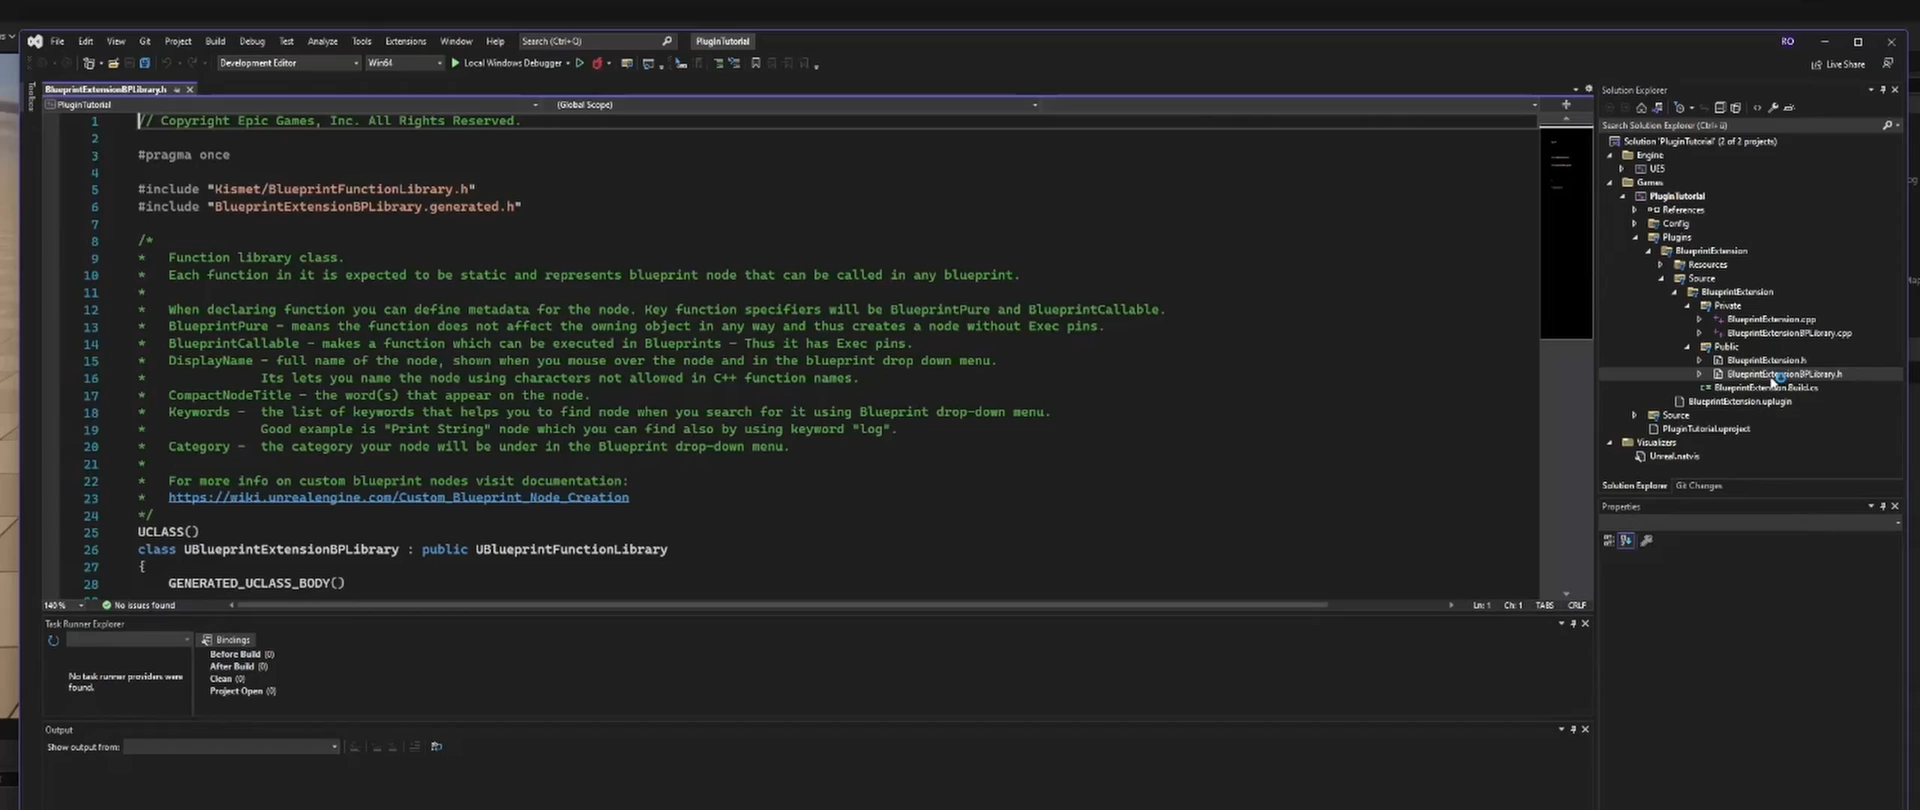 File Edit View Git Project Build Debug Test Analyze Tools Extensions Window Help Search (Ctrl+Q) PluginTutorial RO
Development Editor Win64 Local Windows Debugger Live Share
Toolbox
BlueprintExtensionBPLibrary.h
PluginTutorial (Global Scope)
1 // Copyright Epic Games, Inc. All Rights Reserved.
2
3 #pragma once
4
5 #include "Kismet/BlueprintFunctionLibrary.h"
6 #include "BlueprintExtensionBPLibrary.generated.h"
7
8 /*
9 * Function library class.
10 * Each function in it is expected to be static and represents blueprint node that can be called in any blueprint.
11 *
12 * When declaring function you can define metadata for the node. Key function specifiers will be BlueprintPure and BlueprintCallable.
13 * BlueprintPure - means the function does not affect the owning object in any way and thus creates a node without Exec pins.
14 * BlueprintCallable - makes a function which can be executed in Blueprints - Thus it has Exec pins.
15 * DisplayName - full name of the node, shown when you mouse over the node and in the blueprint drop down menu.
16 * Its lets you name the node using characters not allowed in C++ function names.
17 * CompactNodeTitle - the word(s) that appear on the node.
18 * Keywords - the list of keywords that helps you to find node when you search for it using Blueprint drop-down menu.
19 * Good example is "Print String" node which you can find also by using keyword "log".
20 * Category - the category your node will be under in the Blueprint drop-down menu.
21 *
22 * For more info on custom blueprint nodes visit documentation:
23 * https://wiki.unrealengine.com/Custom_Blueprint_Node_Creation
24 */
25 UCLASS()
26 class UBlueprintExtensionBPLibrary : public UBlueprintFunctionLibrary
27 {
28 GENERATED_UCLASS_BODY()
140 % No issues found Ln: 1 Ch: 1 TABS CRLF
Task Runner Explorer
Bindings
Before Build (0)
After Build (0)
Clean (0)
Project Open (0)
No task runner providers were
found.
Output
Show output from:
Solution Explorer
Search Solution Explorer (Ctrl+ü)
Solution 'PluginTutorial' (2 of 2 projects)
Engine
UE5
Games
PluginTutorial
References
Config
Plugins
BlueprintExtension
Resources
Source
BlueprintExtension
Private
BlueprintExtension.cpp
BlueprintExtensionBPLibrary.cpp
Public
BlueprintExtension.h
BlueprintExtensionBPLibrary.h
BlueprintExtension.Build.cs
BlueprintExtension.uplugin
Source
PluginTutorial.uproject
Visualizers
Unreal.natvis
Solution Explorer Git Changes
Properties